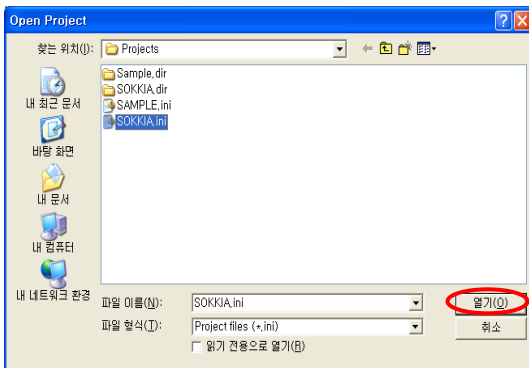 Open Project
찾는 위치(I):
Projects
Sample.dir
SOKKIA.dir
SAMPLE.ini
SOKKIA.ini
내 최근 문서
바탕 화면
내 문서
내 컴퓨터
내 네트워크 환경
파일 이름(N):
SOKKIA.ini
열기(O)
파일 형식(T):
Project files (*.ini)
취소
읽기 전용으로 열기(R)